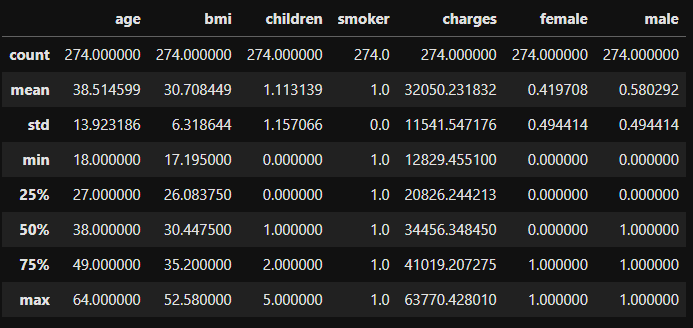 age bmi children smoker charges female male
count 274.000000 274.000000 274.000000 274.0 274.000000 274.000000 274.000000
mean 38.514599 30.708449 1.113139 1.0 32050.231832 0.419708 0.580292
std 13.923186 6.318644 1.157066 0.0 11541.547176 0.494414 0.494414
min 18.000000 17.195000 0.000000 1.0 12829.455100 0.000000 0.000000
25% 27.000000 26.083750 0.000000 1.0 20826.244213 0.000000 0.000000
50% 38.000000 30.447500 1.000000 1.0 34456.348450 0.000000 1.000000
75% 49.000000 35.200000 2.000000 1.0 41019.207275 1.000000 1.000000
max 64.000000 52.580000 5.000000 1.0 63770.428010 1.000000 1.000000